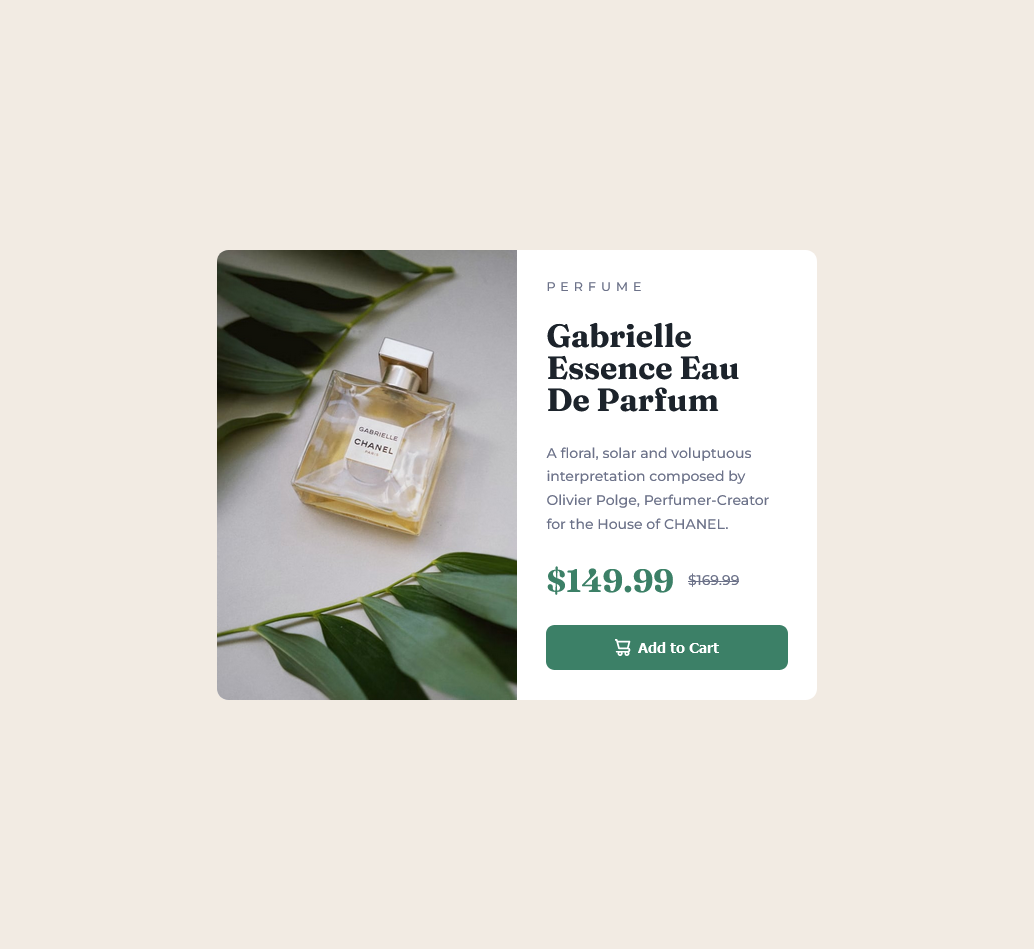 GABRIELLE
CHANEL
PARIS
PERFUME
Gabrielle
Essence Eau
De Parfum
A floral, solar and voluptuous
interpretation composed by
Olivier Polge, Perfumer-Creator
for the House of CHANEL.
$149.99 $169.99
Add to Cart